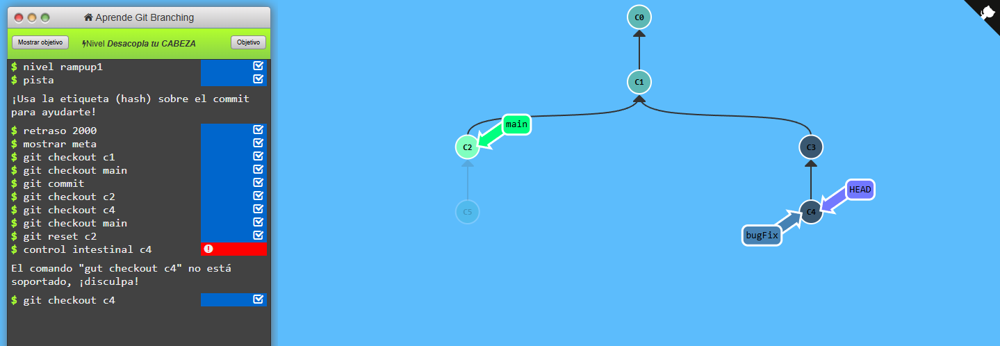 Aprende Git Branching
Mostrar objetivo
Nivel Desacopla tu CABEZA
Objetivo
$ nivel rampup1
$ pista
¡Usa la etiqueta (hash) sobre el commit
para ayudarte!
$ retraso 2000
$ mostrar meta
$ git checkout c1
$ git checkout main
$ git commit
$ git checkout c2
$ git checkout c4
$ git checkout main
$ git reset c2
$ control intestinal c4
El comando "gut checkout c4" no está
soportado, ¡disculpa!
$ git checkout c4
C0
C1
main
C2
C3
HEAD
C5
C4
bugFix